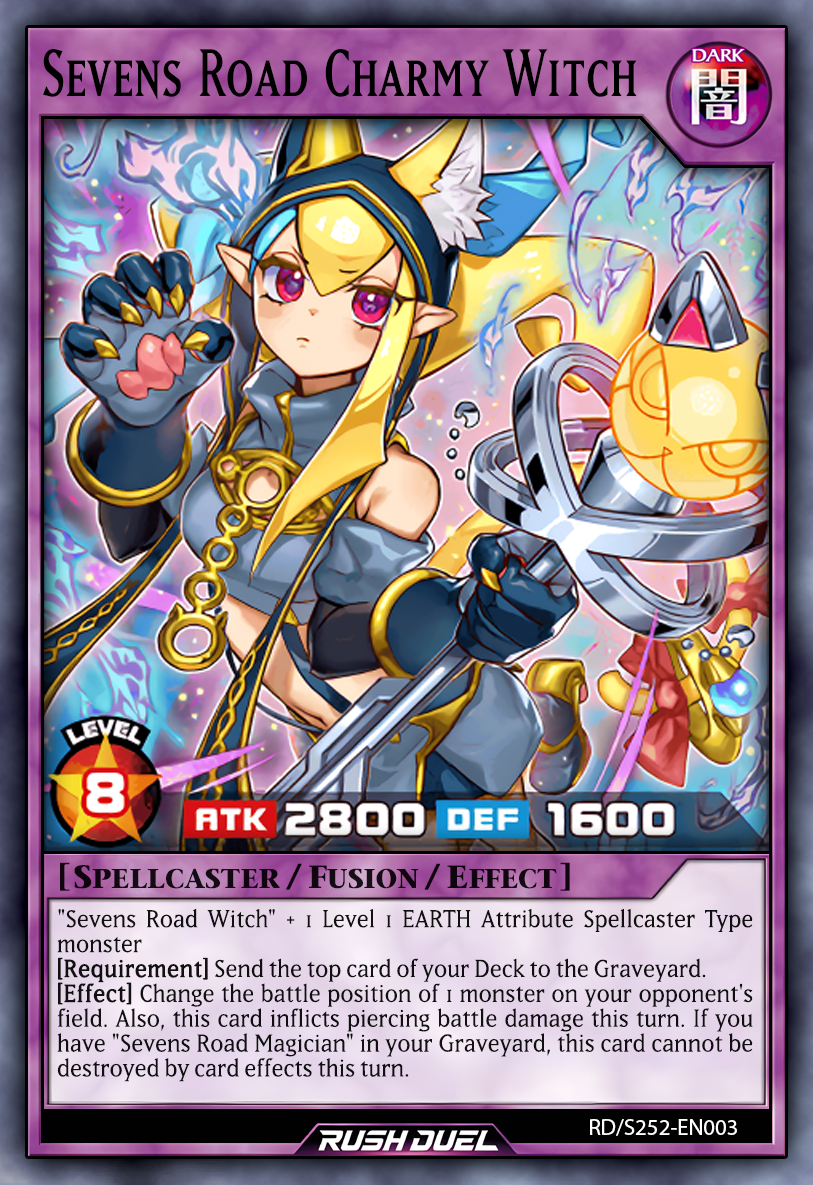 Sevens Road Charmy Witch
DARK
闇
LEVEL
8
ATK 2800 DEF 1600
[Spellcaster / Fusion / Effect]
"Sevens Road Witch" + 1 Level 1 EARTH Attribute Spellcaster Type
monster
[Requirement] Send the top card of your Deck to the Graveyard.
[Effect] Change the battle position of 1 monster on your opponent's
field. Also, this card inflicts piercing battle damage this turn. If you
have "Sevens Road Magician" in your Graveyard, this card cannot be
destroyed by card effects this turn.
RD/S252-EN003
RUSH DUEL